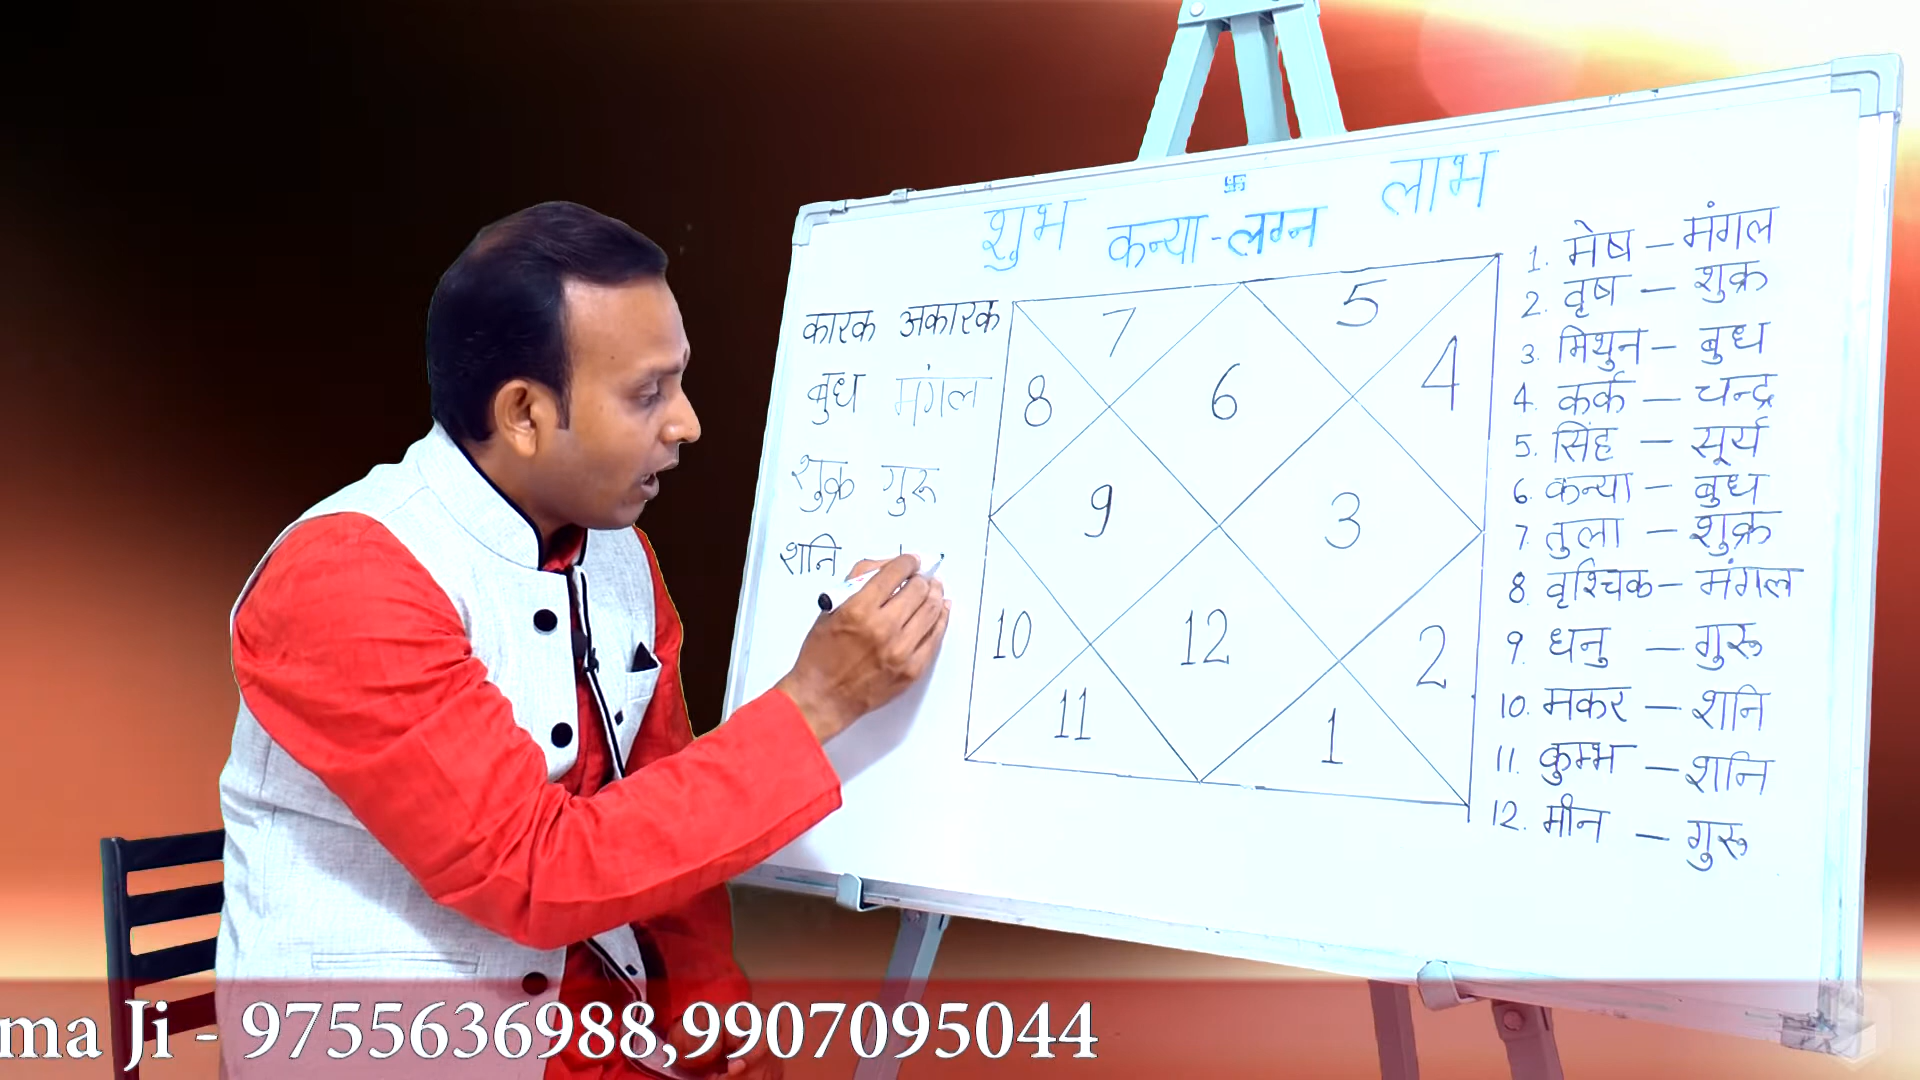 शुभ 卐 लाभ
कन्या-लग्न
कारक अकारक
बुध मंगल
शुक्र गुरू
शनि
7
5
8
6
4
9
3
10
12
2
11
1
1. मेष – मंगल
2. वृष – शुक्र
3. मिथुन – बुध
4. कर्क – चन्द्र
5. सिंह – सूर्य
6. कन्या – बुध
7. तुला – शुक्र
8. वृश्चिक – मंगल
9. धनु – गुरू
10. मकर – शनि
11. कुम्भ – शनि
12. मीन – गुरू
ma Ji - 9755636988,9907095044